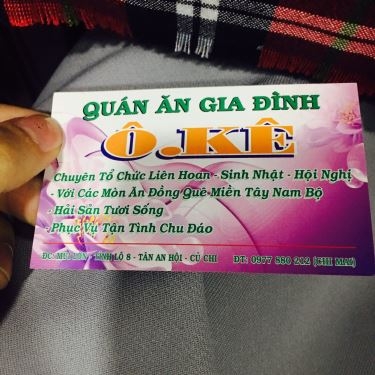 QUÁN ĂN GIA ĐÌNH
Ô.KÊ
- Chuyên Tổ Chức Liên Hoan - Sinh Nhật - Hội Nghị
- Với Các Món Ăn Đồng Quê Miền Tây Nam Bộ
- Hải Sản Tươi Sống
- Phục Vụ Tận Tình Chu Đáo
ĐC: TỈNH LỘ 8 - TÂN AN HỘI - CỦ CHI ĐT: 0977 880 212 (CHỊ MAI)